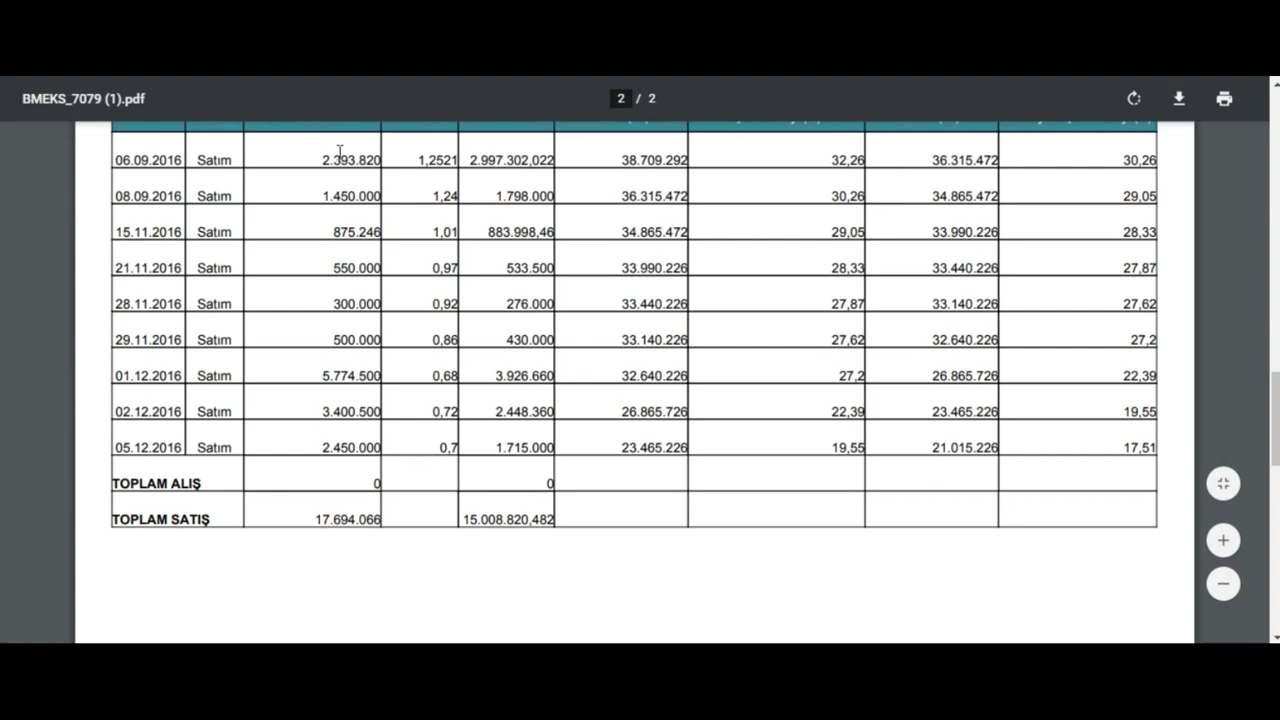 BMEKS_7079 (1).pdf 2 / 2
06.09.2016 Satım 2.393.820 1,2521 2.997.302,022 38.709.292 32,26 36.315.472 30,26
08.09.2016 Satım 1.450.000 1,24 1.798.000 36.315.472 30,26 34.865.472 29,05
15.11.2016 Satım 875.246 1,01 883.998,46 34.865.472 29,05 33.990.226 28,33
21.11.2016 Satım 550.000 0,97 533.500 33.990.226 28,33 33.440.226 27,87
28.11.2016 Satım 300.000 0,92 276.000 33.440.226 27,87 33.140.226 27,62
29.11.2016 Satım 500.000 0,86 430.000 33.140.226 27,62 32.640.226 27,2
01.12.2016 Satım 5.774.500 0,68 3.926.660 32.640.226 27,2 26.865.726 22,39
02.12.2016 Satım 3.400.500 0,72 2.448.360 26.865.726 22,39 23.465.226 19,55
05.12.2016 Satım 2.450.000 0,7 1.715.000 23.465.226 19,55 21.015.226 17,51
TOPLAM ALIŞ 0 0
TOPLAM SATIŞ 17.694.066 15.008.820,482